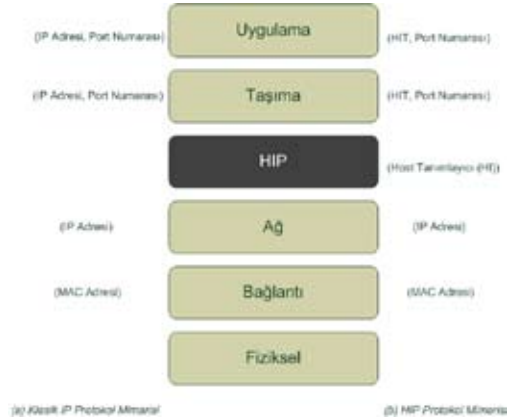 Uygulama
(IP Adresi, Port Numarası)
(HIT, Port Numarası)
Taşıma
(IP Adresi, Port Numarası)
(HIT, Port Numarası)
HIP
(Host Tanımlayıcı (HI))
Ağ
(IP Adresi)
(IP Adresi)
Bağlantı
(MAC Adresi)
(MAC Adresi)
Fiziksel
(a) Klasik IP Protokol Mimarisi
(b) HIP Protokol Mimarisi